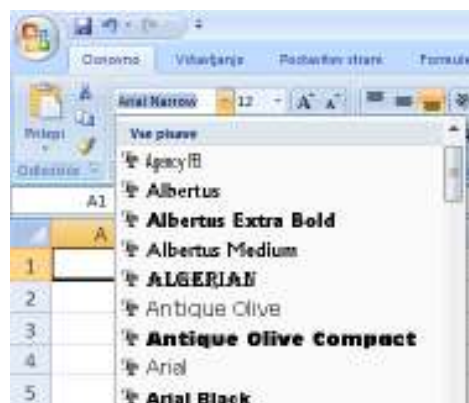 Osnovno Vstavljanje Postavitev strani Formule
Arial Narrow 12 A A
Prilepi
Vse pisave
Odložišče
Agency FB
A1
Albertus
A
Albertus Extra Bold
Albertus Medium
1
ALGERIAN
2
Antique Olive
3
Antique Olive Compact
4
Arial
5
Arial Black